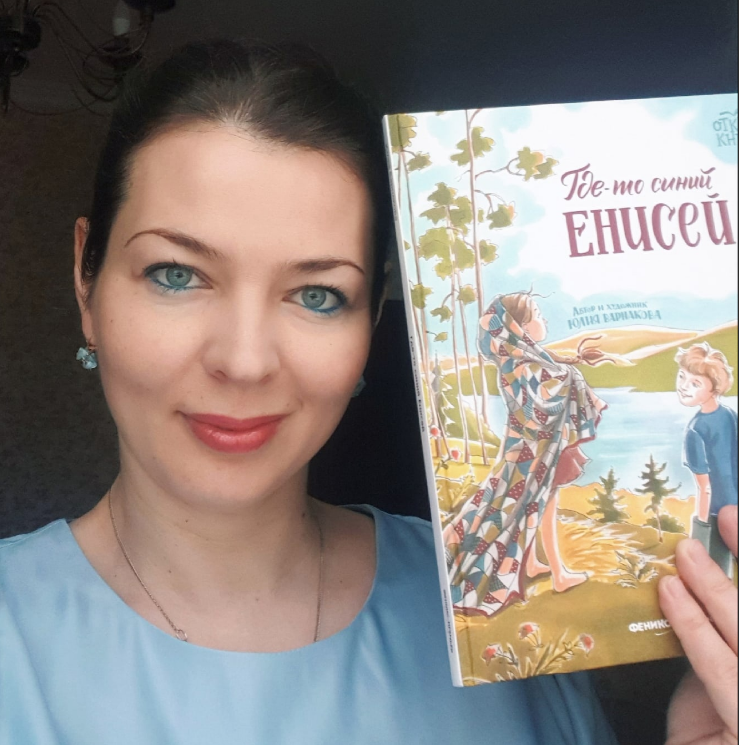 Где-то синий
ЕНИСЕЙ
Автор и художник
ЮЛИЯ ВАРНАКОВА
ФЕНИКС